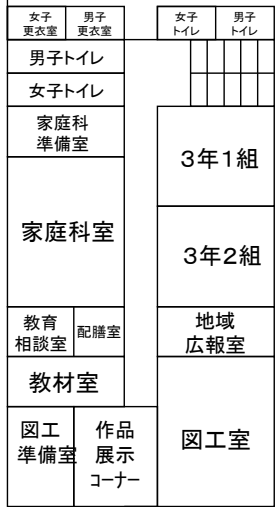 女子
更衣室
男子
更衣室
女子
トイレ
男子
トイレ
男子トイレ
女子トイレ
家庭科
準備室
3年1組
家庭科室
3年2組
教育
相談室
配膳室
地域
広報室
教材室
図工
準備室
作品
展示
コーナー
図工室